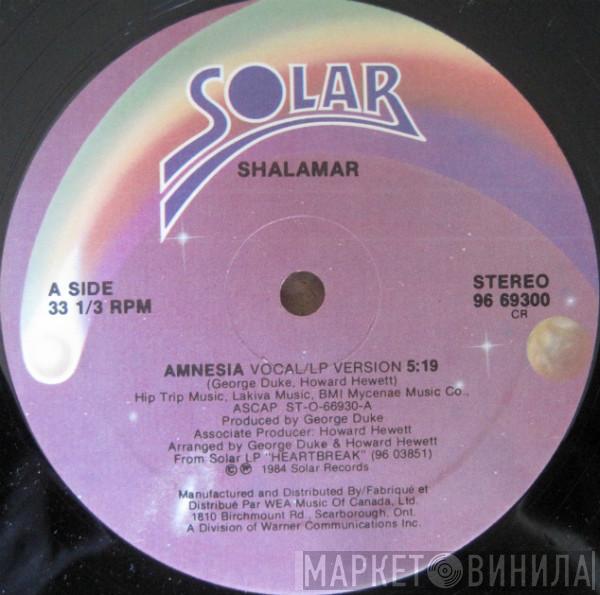 SOLAR
SHALAMAR
A SIDE
33 1/3 RPM
STEREO
96 69300
CR
AMNESIA VOCAL/LP VERSION 5:19
(George Duke, Howard Hewett)
Hip Trip Music, Lakiva Music, BMI Mycenae Music Co.,
ASCAP ST-O-66930-A
Produced by George Duke
Associate Producer: Howard Hewett
Arranged by George Duke & Howard Hewett
From Solar LP "HEARTBREAK" (96 03851)
© ℗ 1984 Solar Records
Manufactured and Distributed By/Fabriqué et
Distribué Par WEA Music Of Canada, Ltd.
1810 Birchmount Rd., Scarborough, Ont.
A Division of Warner Communications Inc.
МАРКЕТ ВИНИЛА